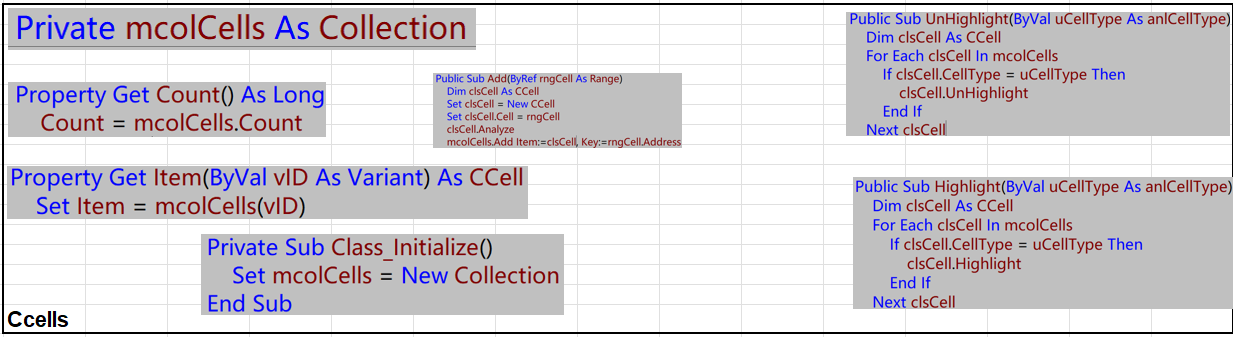 Private mcolCells As Collection
Property Get Count() As Long
Count = mcolCells.Count
Property Get Item(ByVal vID As Variant) As CCell
Set Item = mcolCells(vID)
Private Sub Class_Initialize()
Set mcolCells = New Collection
End Sub
Ccells
Public Sub Add(ByRef rngCell As Range)
Dim clsCell As CCell
Set clsCell = New CCell
Set clsCell.Cell = rngCell
clsCell.Analyze
mcolCells.Add Item:=clsCell, Key:=rngCell.Address
Public Sub UnHighlight(ByVal uCellType As anlCellType)
Dim clsCell As CCell
For Each clsCell In mcolCells
If clsCell.CellType = uCellType Then
clsCell.UnHighlight
End If
Next clsCell
Public Sub Highlight(ByVal uCellType As anlCellType)
Dim clsCell As CCell
For Each clsCell In mcolCells
If clsCell.CellType = uCellType Then
clsCell.Highlight
End If
Next clsCell